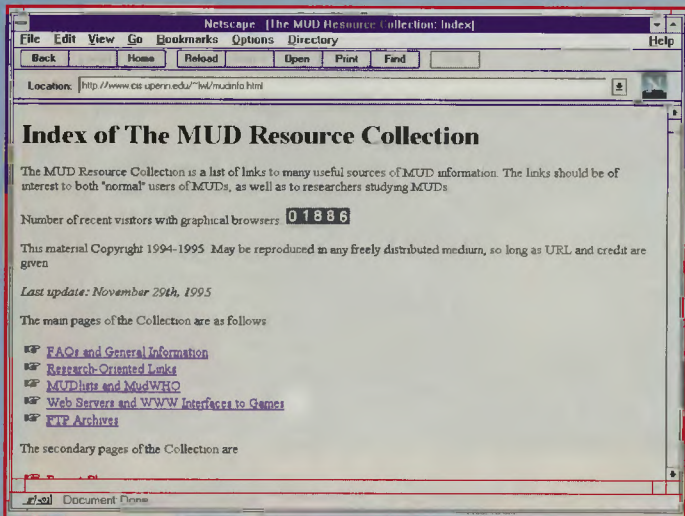 Netscape [The MUD Resource Collection: Index]
File Edit View Go Bookmarks Options Directory Help
Back Home Reload Open Print Find
Location: http://www.cis.upenn.edu/~lwl/mudinfo.html
N
Index of The MUD Resource Collection
The MUD Resource Collection is a list of links to many useful sources of MUD information. The links should be of
interest to both "normal" users of MUDs, as well as to researchers studying MUDs
Number of recent visitors with graphical browsers 01886
This material Copyright 1994-1995 May be reproduced in any freely distributed medium, so long as URL and credit are
given
Last update: November 29th, 1995
The main pages of the Collection are as follows
FAQs and General Information
Research-Oriented Links
MUDlists and MudWHO
Web Servers and WWW Interfaces to Games
FTP Archives
The secondary pages of the Collection are
Document Done